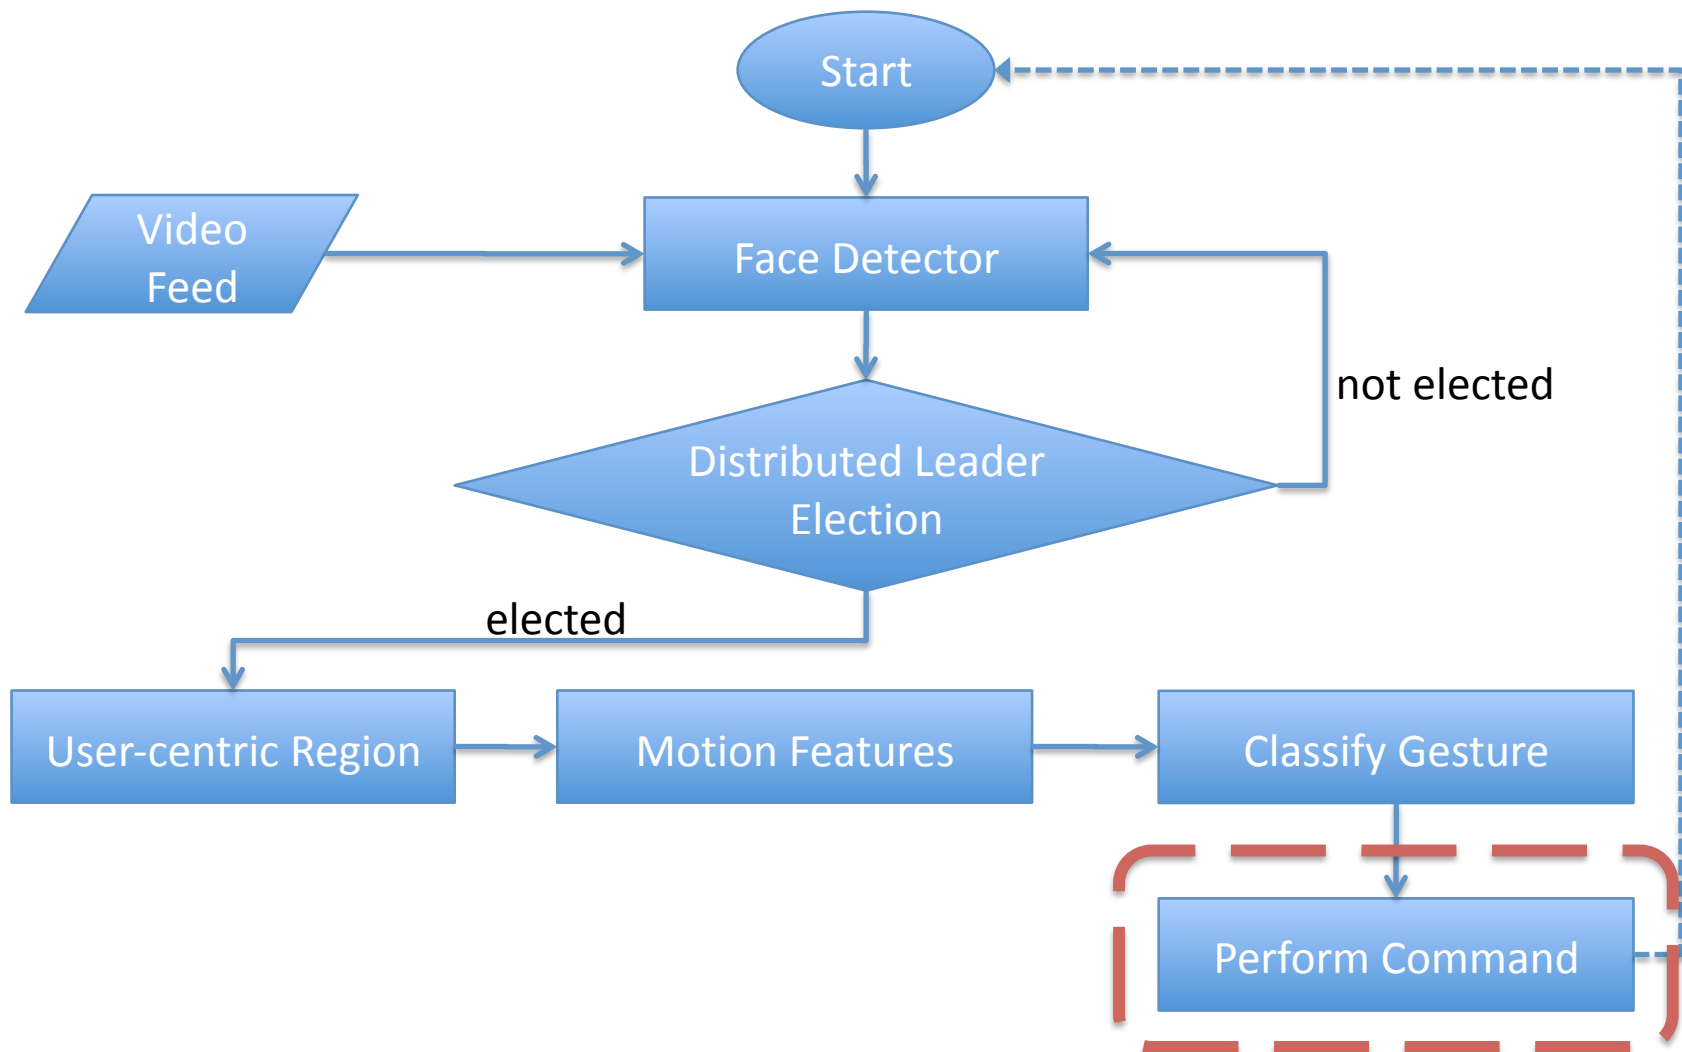 Start
Video
Feed
Face Detector
not elected
Distributed Leader
Election
elected
User-centric Region
Motion Features
Classify Gesture
Perform Command